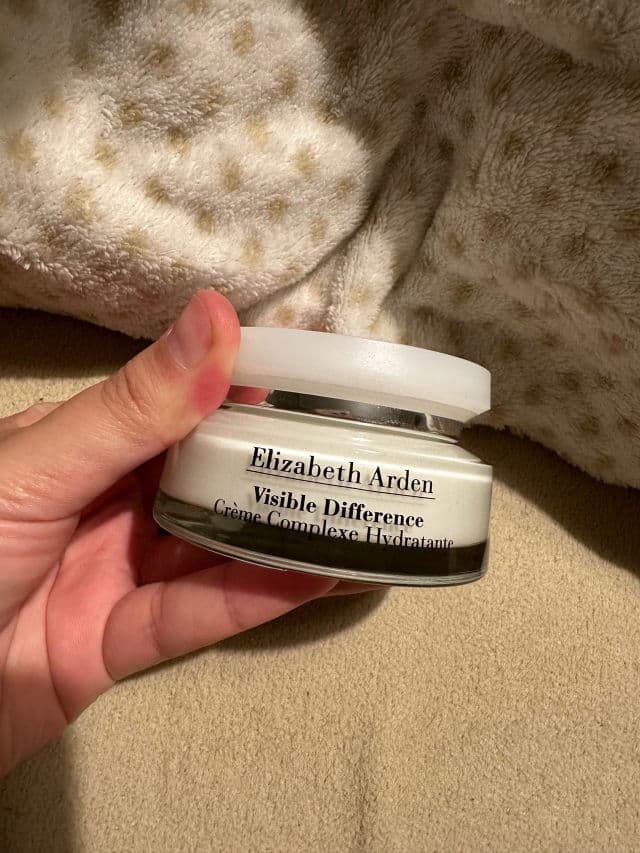 Elizabeth Arden
Visible Difference
Crème Complexe Hydratante